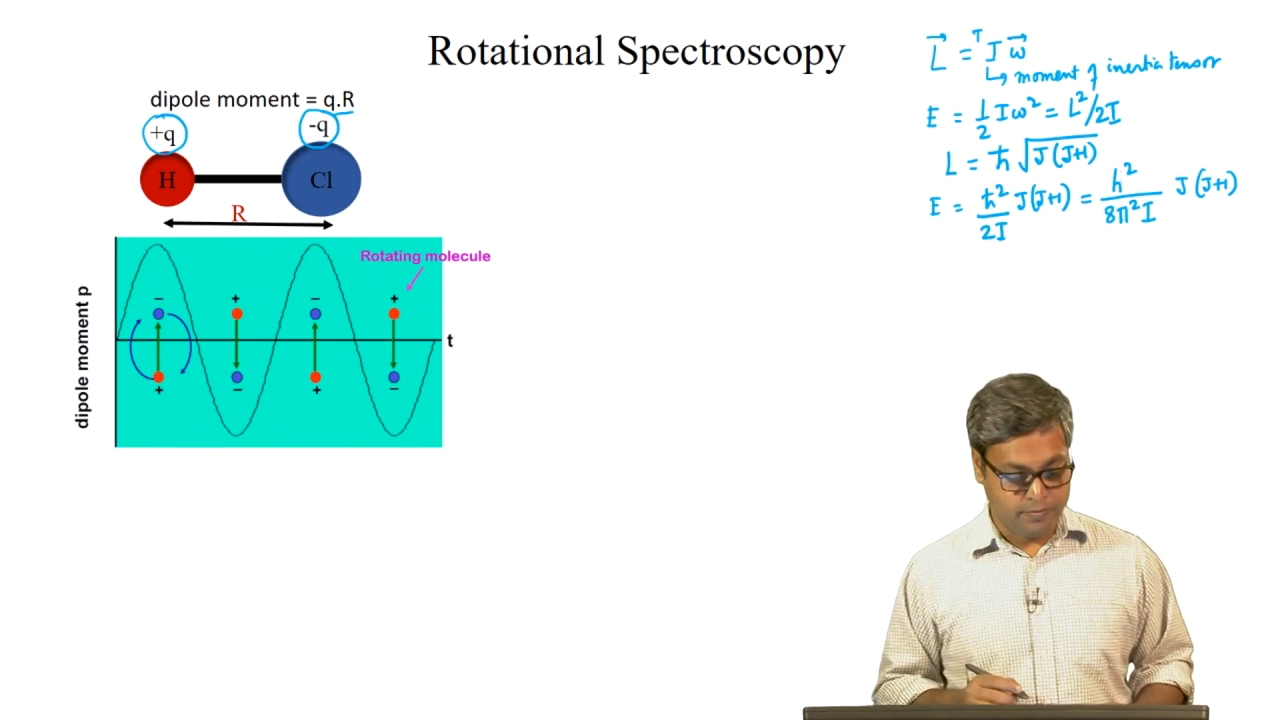 Rotational Spectroscopy
dipole moment = q.R
+q
-q
H
Cl
R
Rotating molecule
− + − +
+ − + −
t
dipole moment p
L⃗ = I ω⃗
↳ moment of inertia tensor
E = 1/2 Iω² = L²/2I
L = ħ √J(J+1)
E = ħ²/2I J(J+1) = h²/8π²I J(J+1)